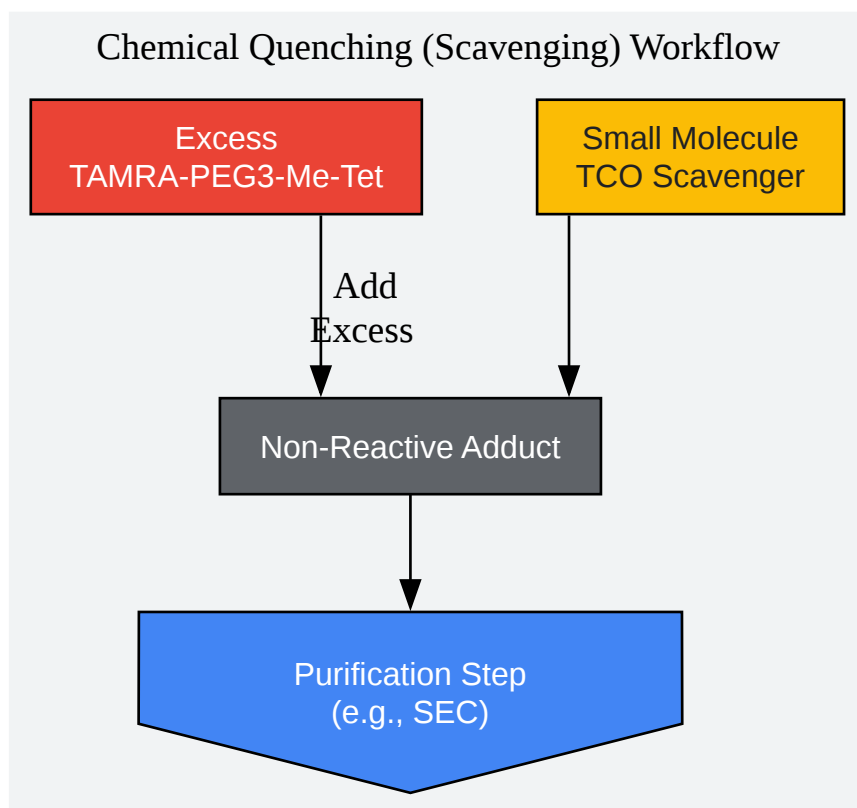 Chemical Quenching (Scavenging) Workflow
Excess
TAMRA-PEG3-Me-Tet
Small Molecule
TCO Scavenger
Add
Excess
Non-Reactive Adduct
Purification Step
(e.g., SEC)